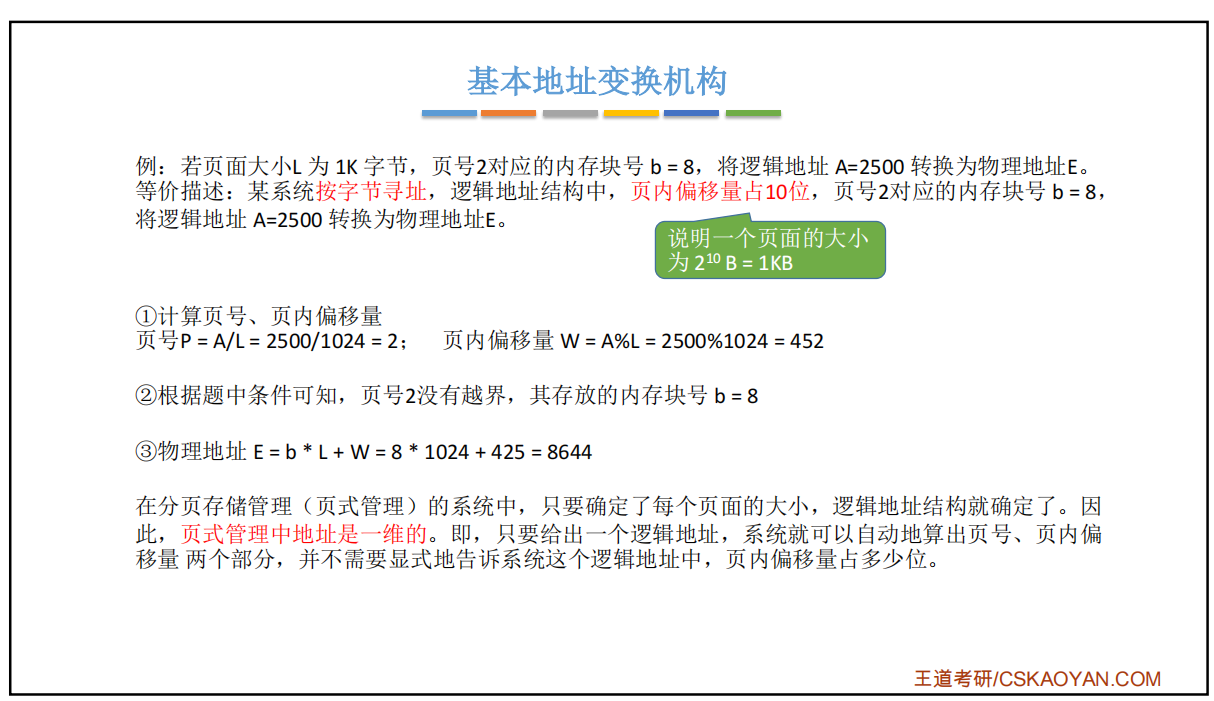 基本地址变换机构
例：若页面大小L 为 1K 字节，页号2对应的内存块号 b = 8，将逻辑地址 A=2500 转换为物理地址E。
等价描述：某系统按字节寻址，逻辑地址结构中，页内偏移量占10位，页号2对应的内存块号 b = 8，
将逻辑地址 A=2500 转换为物理地址E。
说明一个页面的大小
为 2¹⁰ B = 1KB
①计算页号、页内偏移量
页号P = A/L = 2500/1024 = 2； 页内偏移量 W = A%L = 2500%1024 = 452
②根据题中条件可知，页号2没有越界，其存放的内存块号 b = 8
③物理地址 E = b * L + W = 8 * 1024 + 425 = 8644
在分页存储管理（页式管理）的系统中，只要确定了每个页面的大小，逻辑地址结构就确定了。因
此，页式管理中地址是一维的。即，只要给出一个逻辑地址，系统就可以自动地算出页号、页内偏
移量 两个部分，并不需要显式地告诉系统这个逻辑地址中，页内偏移量占多少位。
王道考研/CSKAOYAN.COM